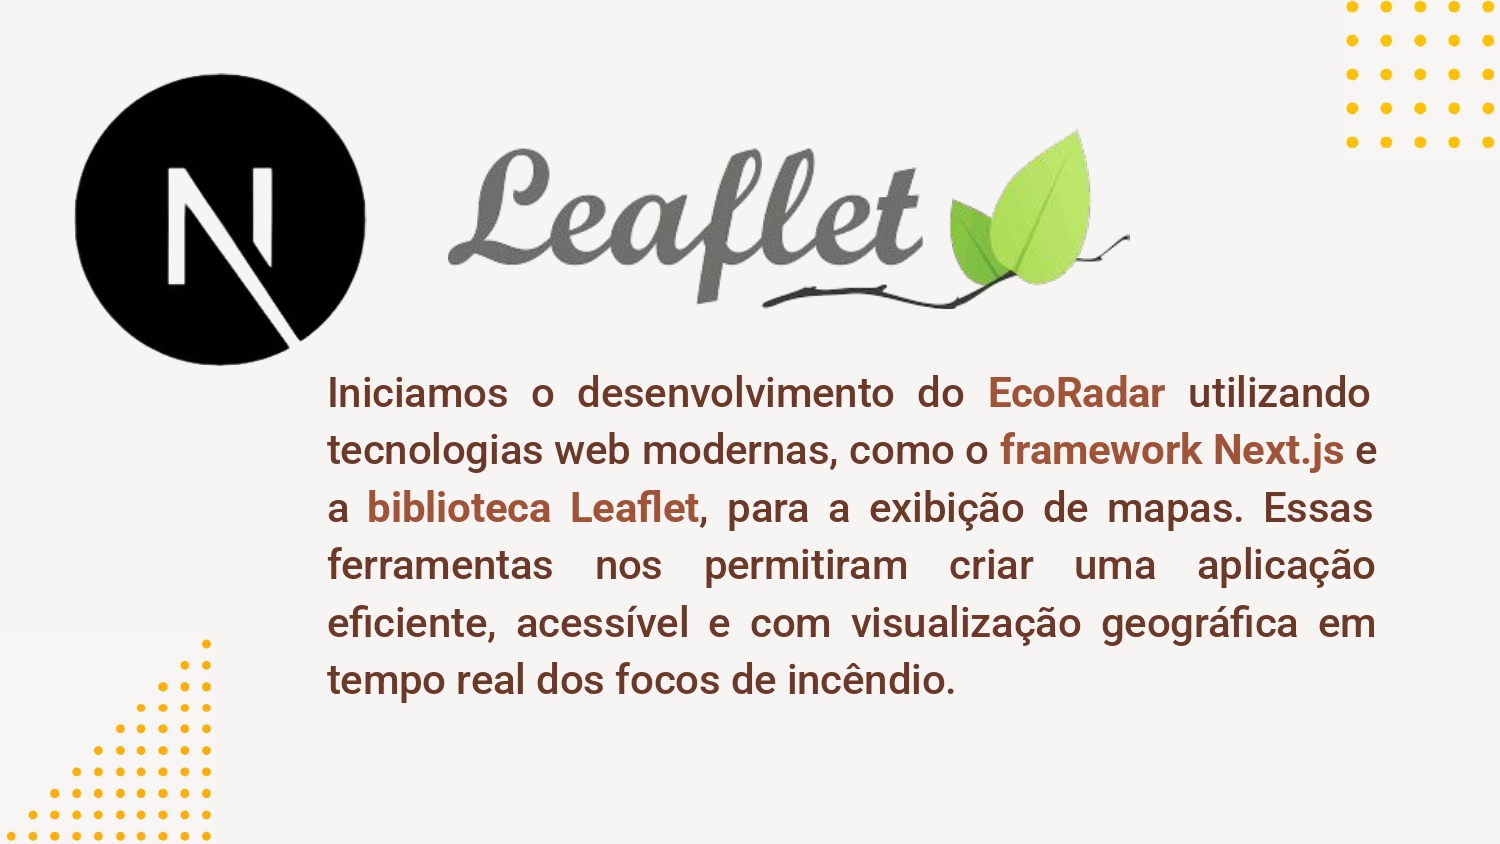 N
Leaflet
Iniciamos o desenvolvimento do EcoRadar utilizando
tecnologias web modernas, como o framework Next.js e
a biblioteca Leaflet, para a exibição de mapas. Essas
ferramentas nos permitiram criar uma aplicação
eficiente, acessível e com visualização geográfica em
tempo real dos focos de incêndio.